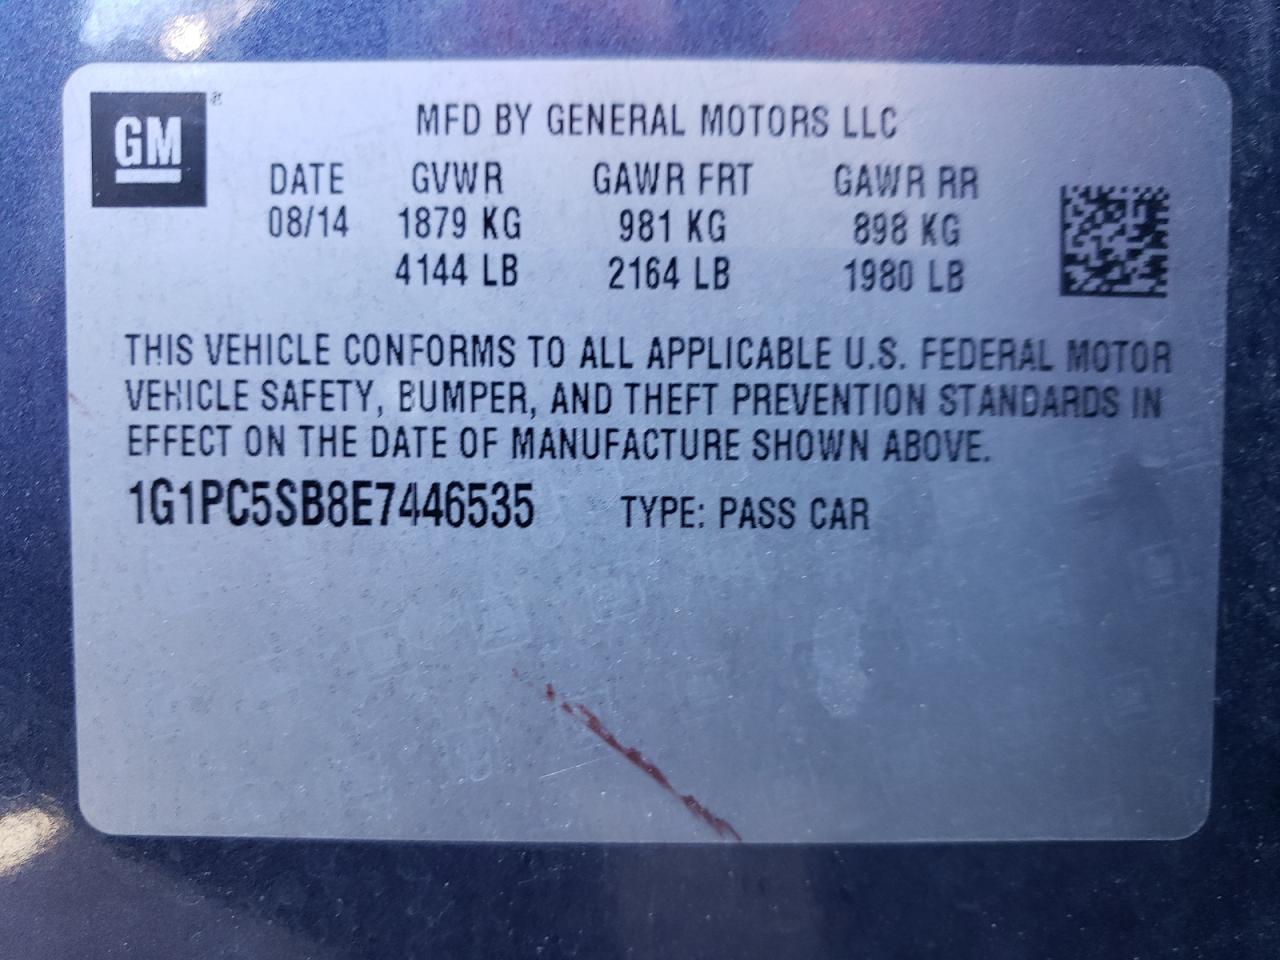 GM
MFD BY GENERAL MOTORS LLC
DATE GVWR GAWR FRT GAWR RR
08/14 1879 KG 981 KG 898 KG
4144 LB 2164 LB 1980 LB
THIS VEHICLE CONFORMS TO ALL APPLICABLE U.S. FEDERAL MOTOR
VEHICLE SAFETY, BUMPER, AND THEFT PREVENTION STANDARDS IN
EFFECT ON THE DATE OF MANUFACTURE SHOWN ABOVE.
1G1PC5SB8E7446535 TYPE: PASS CAR